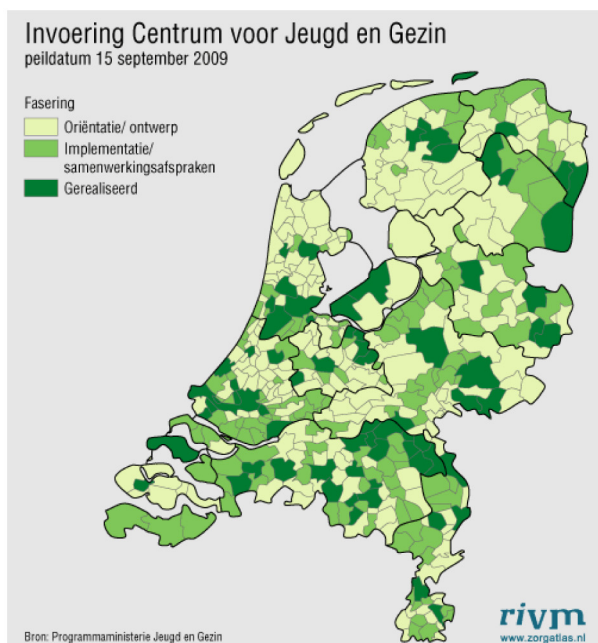 Invoering Centrum voor Jeugd en Gezin
peildatum 15 september 2009
Fasering
Oriëntatie/ ontwerp
Implementatie/
samenwerkingsafspraken
Gerealiseerd
Bron: Programmaministerie Jeugd en Gezin
rivm
www.zorgatlas.nl